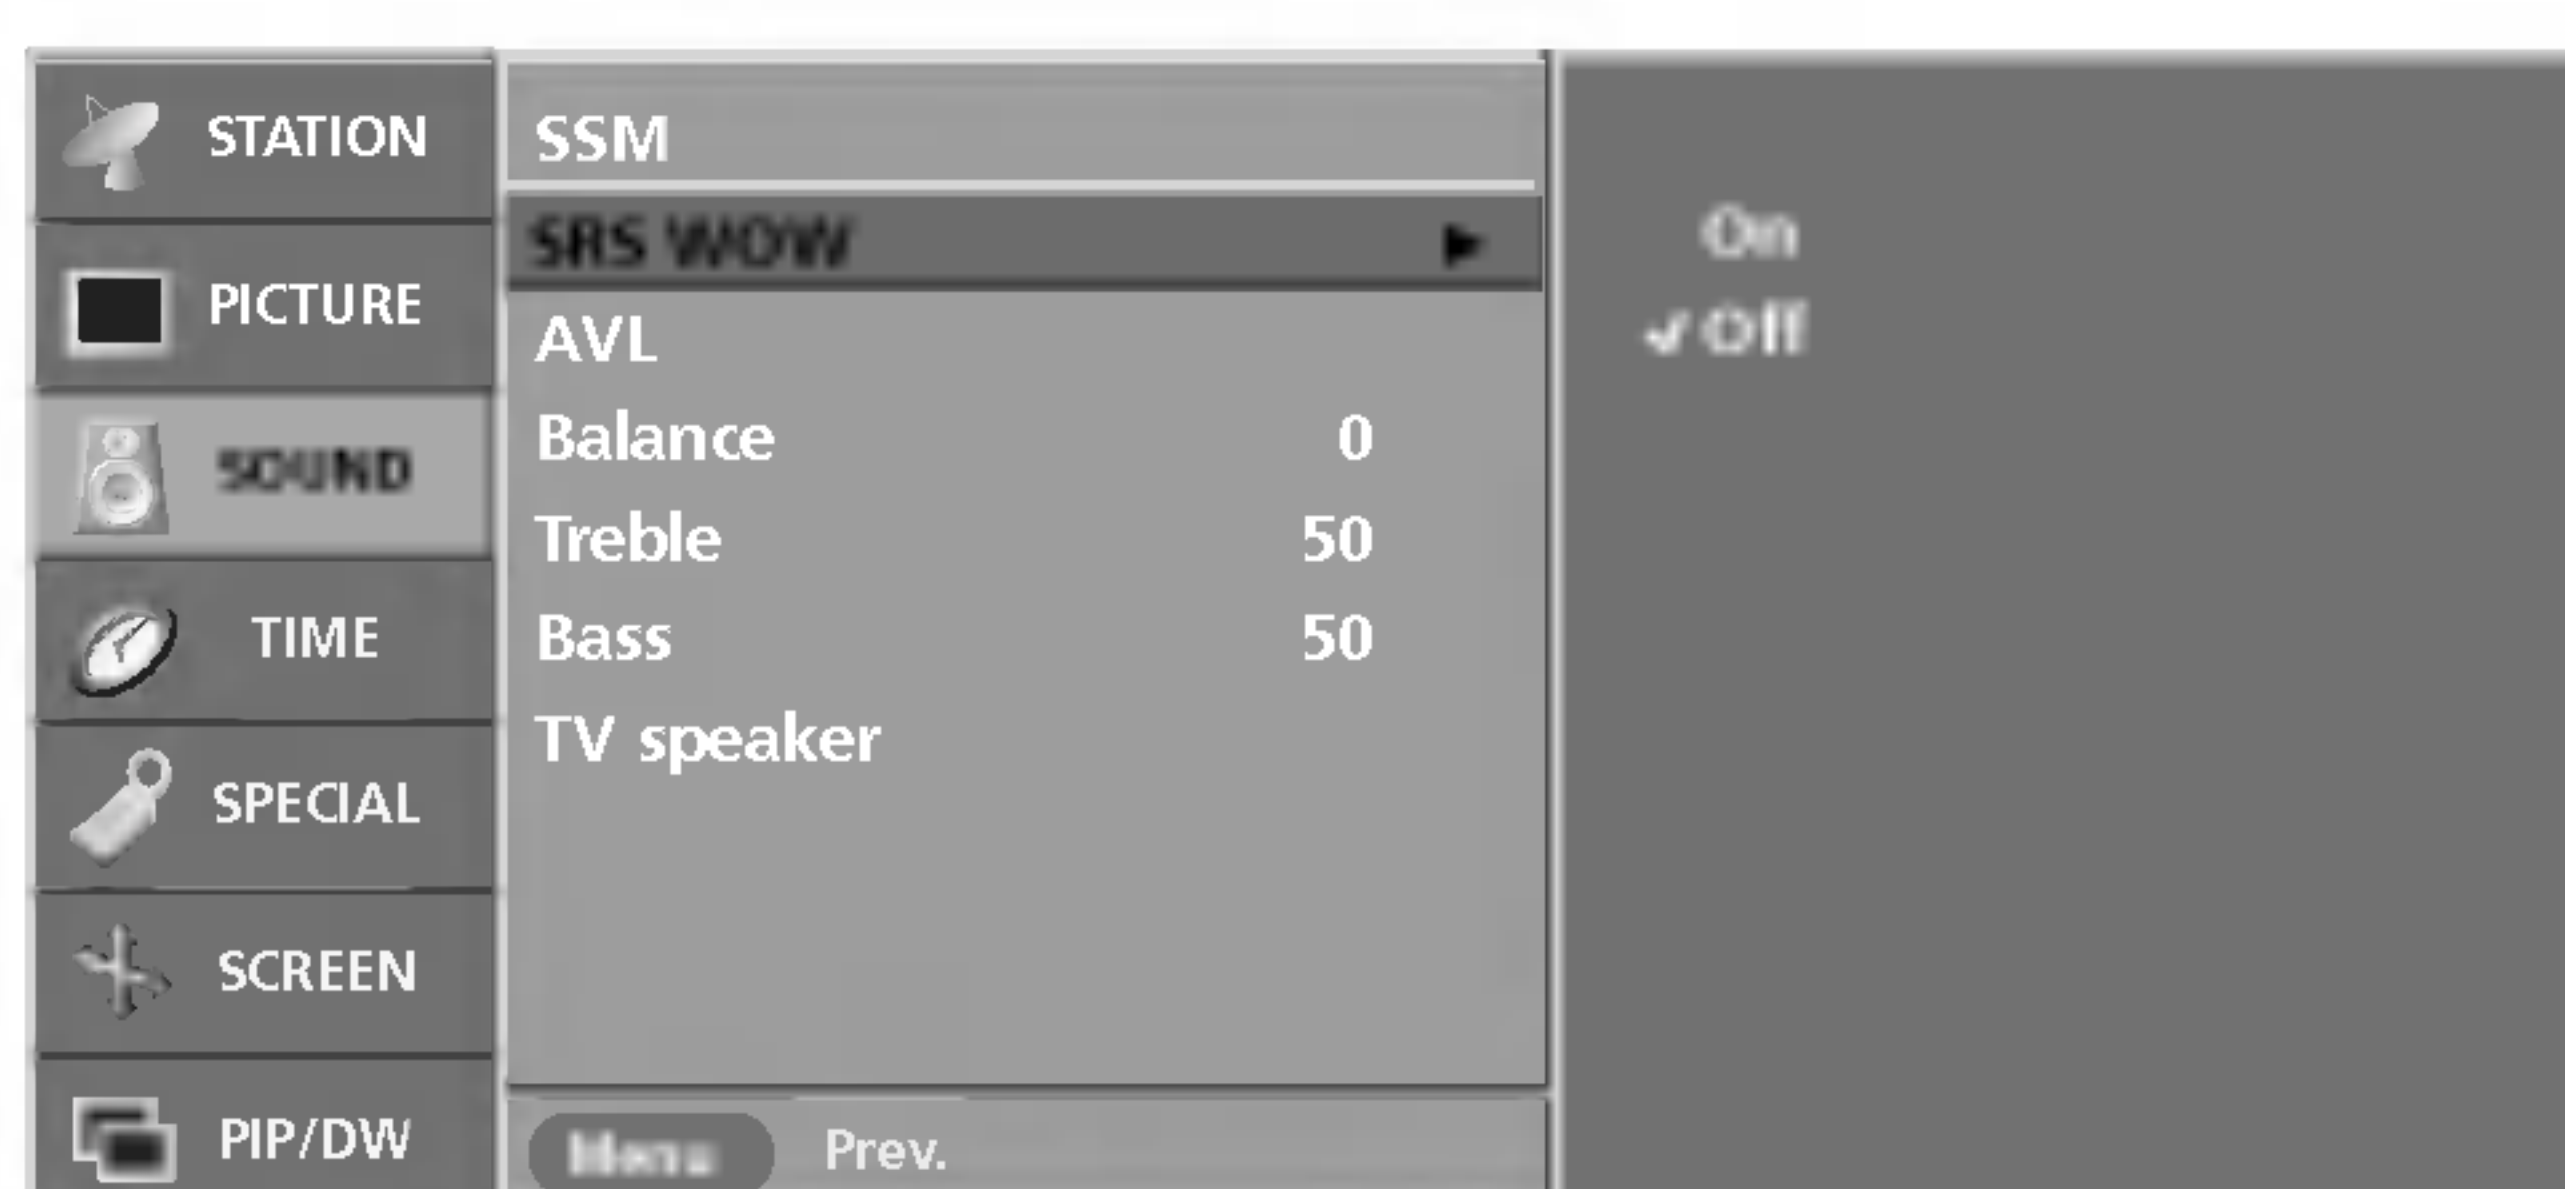 STATION
PICTURE
SOUND
TIME
SPECIAL
SCREEN
PIP/DW
SSM
SRS WOW ►
AVL
Balance 0
Treble 50
Bass 50
TV speaker
Menu Prev.
On
✓ Off